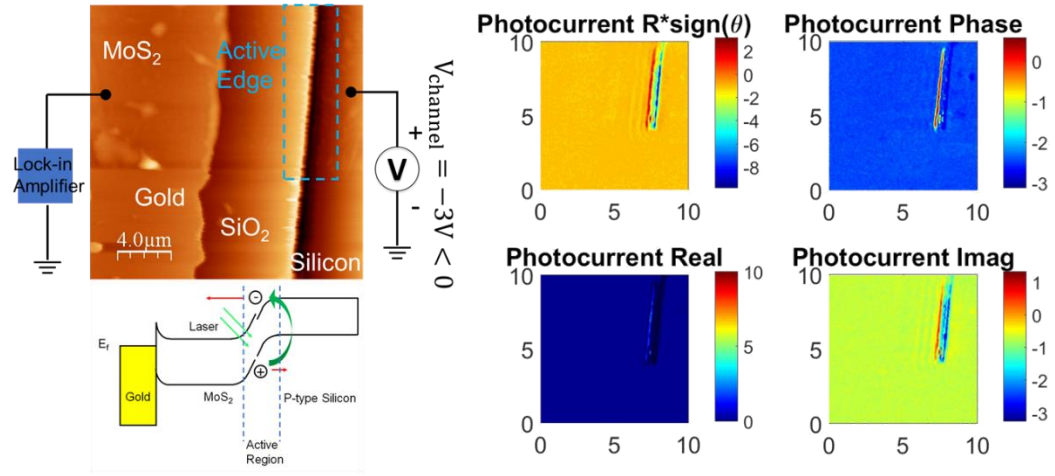 MoS2
Active
Edge
Lock-in
Amplifier
Gold
SiO2
4.0μm
Silicon
+
V
-
Vchannel = −3V < 0
Laser
Ef
Gold
MoS2
P-type Silicon
Active
Region
-
+
Photocurrent R*sign(θ)
10
5
0
0
5
10
2
0
-2
-4
-6
-8
Photocurrent Phase
10
5
0
0
5
10
0
-1
-2
-3
Photocurrent Real
10
5
0
0
5
10
10
5
0
Photocurrent Imag
10
5
0
0
5
10
1
0
-1
-2
-3